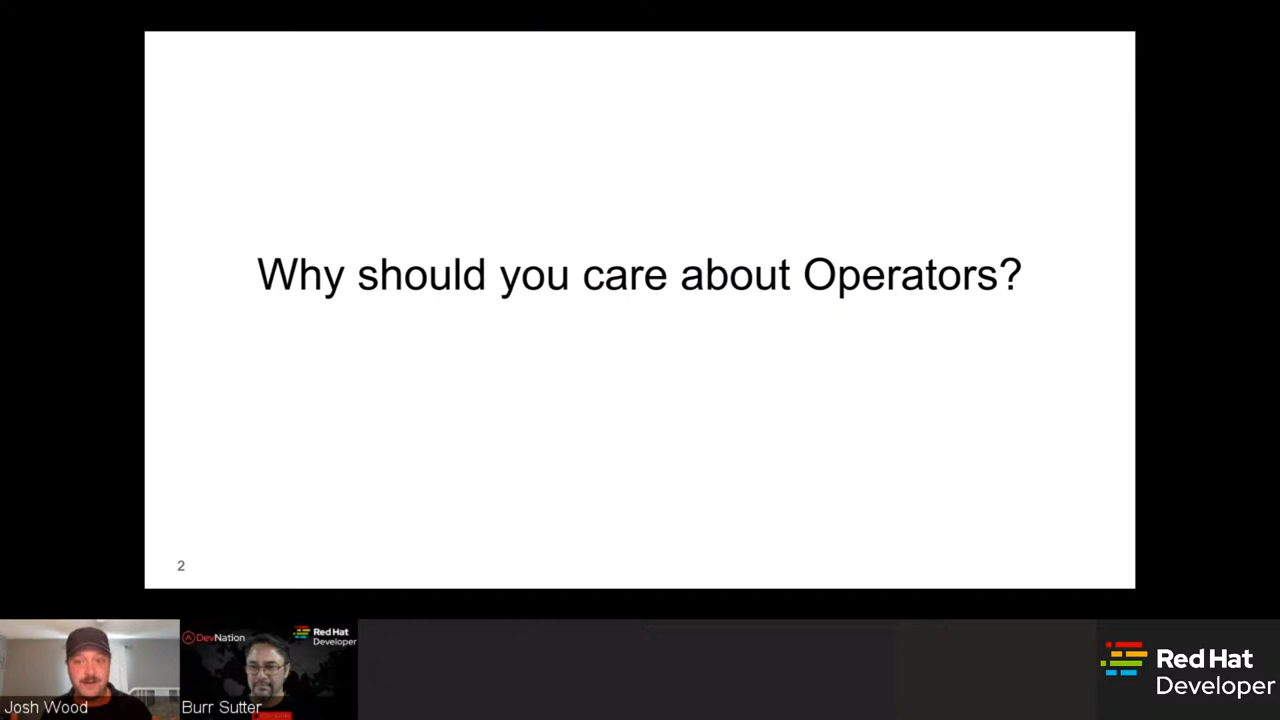 Why should you care about Operators?
2
DevNation
Red Hat
Developer
Josh Wood
Burr Sutter
Red Hat
Developer